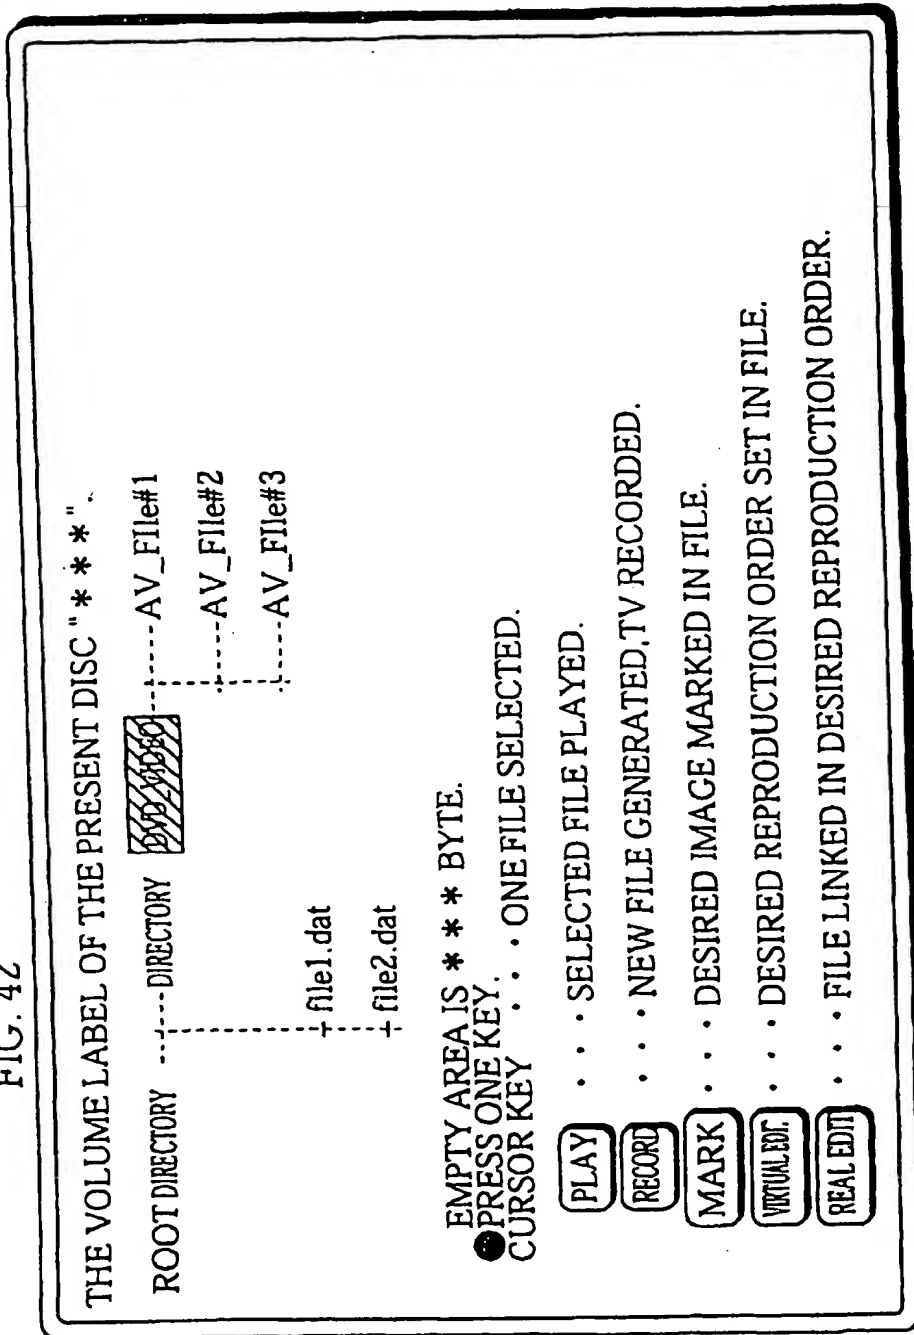 FIG. 42
THE VOLUME LABEL OF THE PRESENT DISC "* * *".
ROOT DIRECTORY ----DIRECTORY DVD_VIDEO -----AV_FIle#1
-----AV_FIle#2
-----AV_FIle#3
file1.dat
file2.dat
EMPTY AREA IS * * * BYTE.
●PRESS ONE KEY.
CURSOR KEY · · · ONE FILE SELECTED.
PLAY · · · SELECTED FILE PLAYED.
RECORD · · · NEW FILE GENERATED,TV RECORDED.
MARK · · · DESIRED IMAGE MARKED IN FILE.
VIRTUAL EDIT. · · · DESIRED REPRODUCTION ORDER SET IN FILE.
REAL EDIT · · · FILE LINKED IN DESIRED REPRODUCTION ORDER.